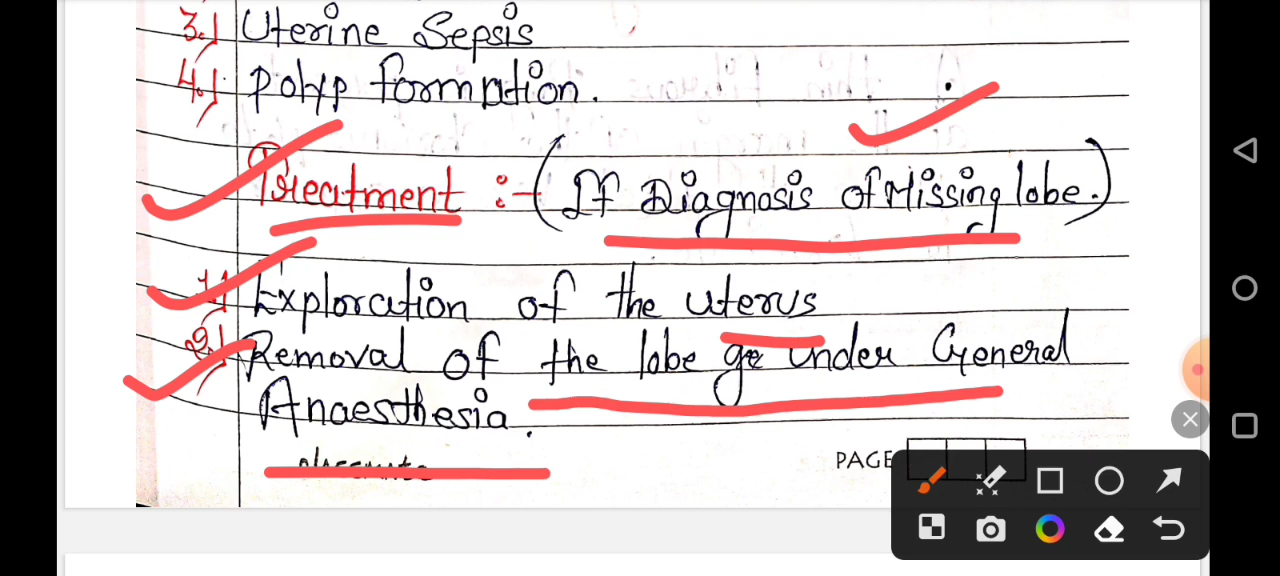 3.) Uterine Sepsis
4.) Polyp formation.
Treatment :- (If Diagnosis of Missing lobe.)
1.) Exploration of the uterus
2.) Removal of the lobe ge under General
Anaesthesia.
PAGE